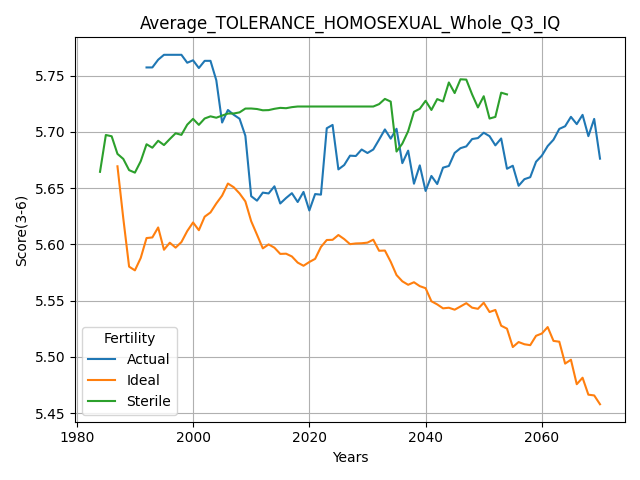 Average_TOLERANCE_HOMOSEXUAL_Whole_Q3_IQ
Score(3-6)
5.75
5.70
5.65
5.60
5.55
5.50
5.45
Fertility
Actual
Ideal
Sterile
1980
2000
2020
2040
2060
Years